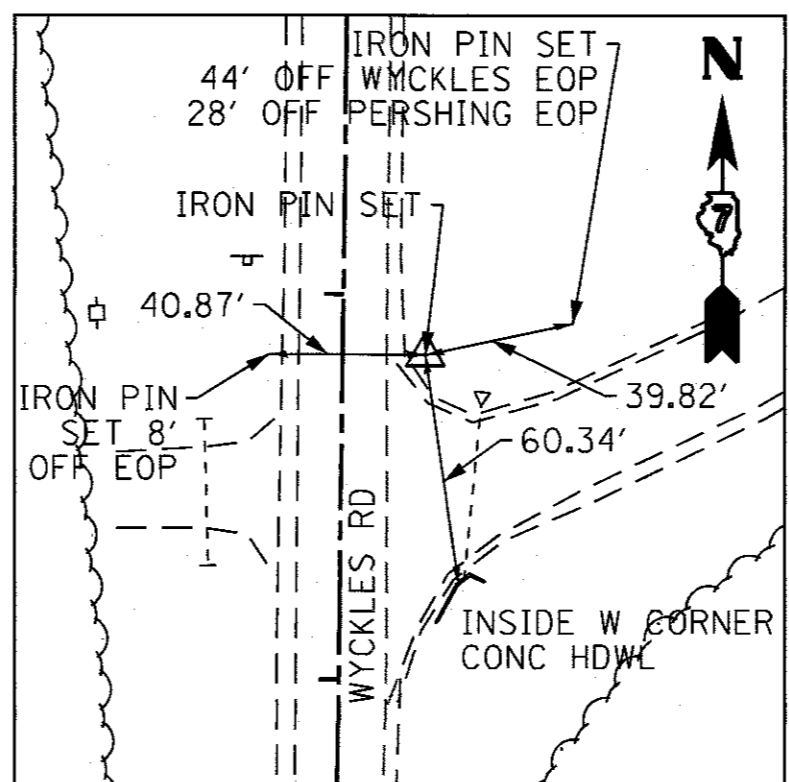 IRON PIN SET
44' OFF WYCKLES EOP
28' OFF PERSHING EOP
N
IRON PIN SET
7
40.87'
IRON PIN
SET 8'
OFF EOP
39.82'
60.34'
WYCKLES RD
INSIDE W CORNER
CONC HDWL